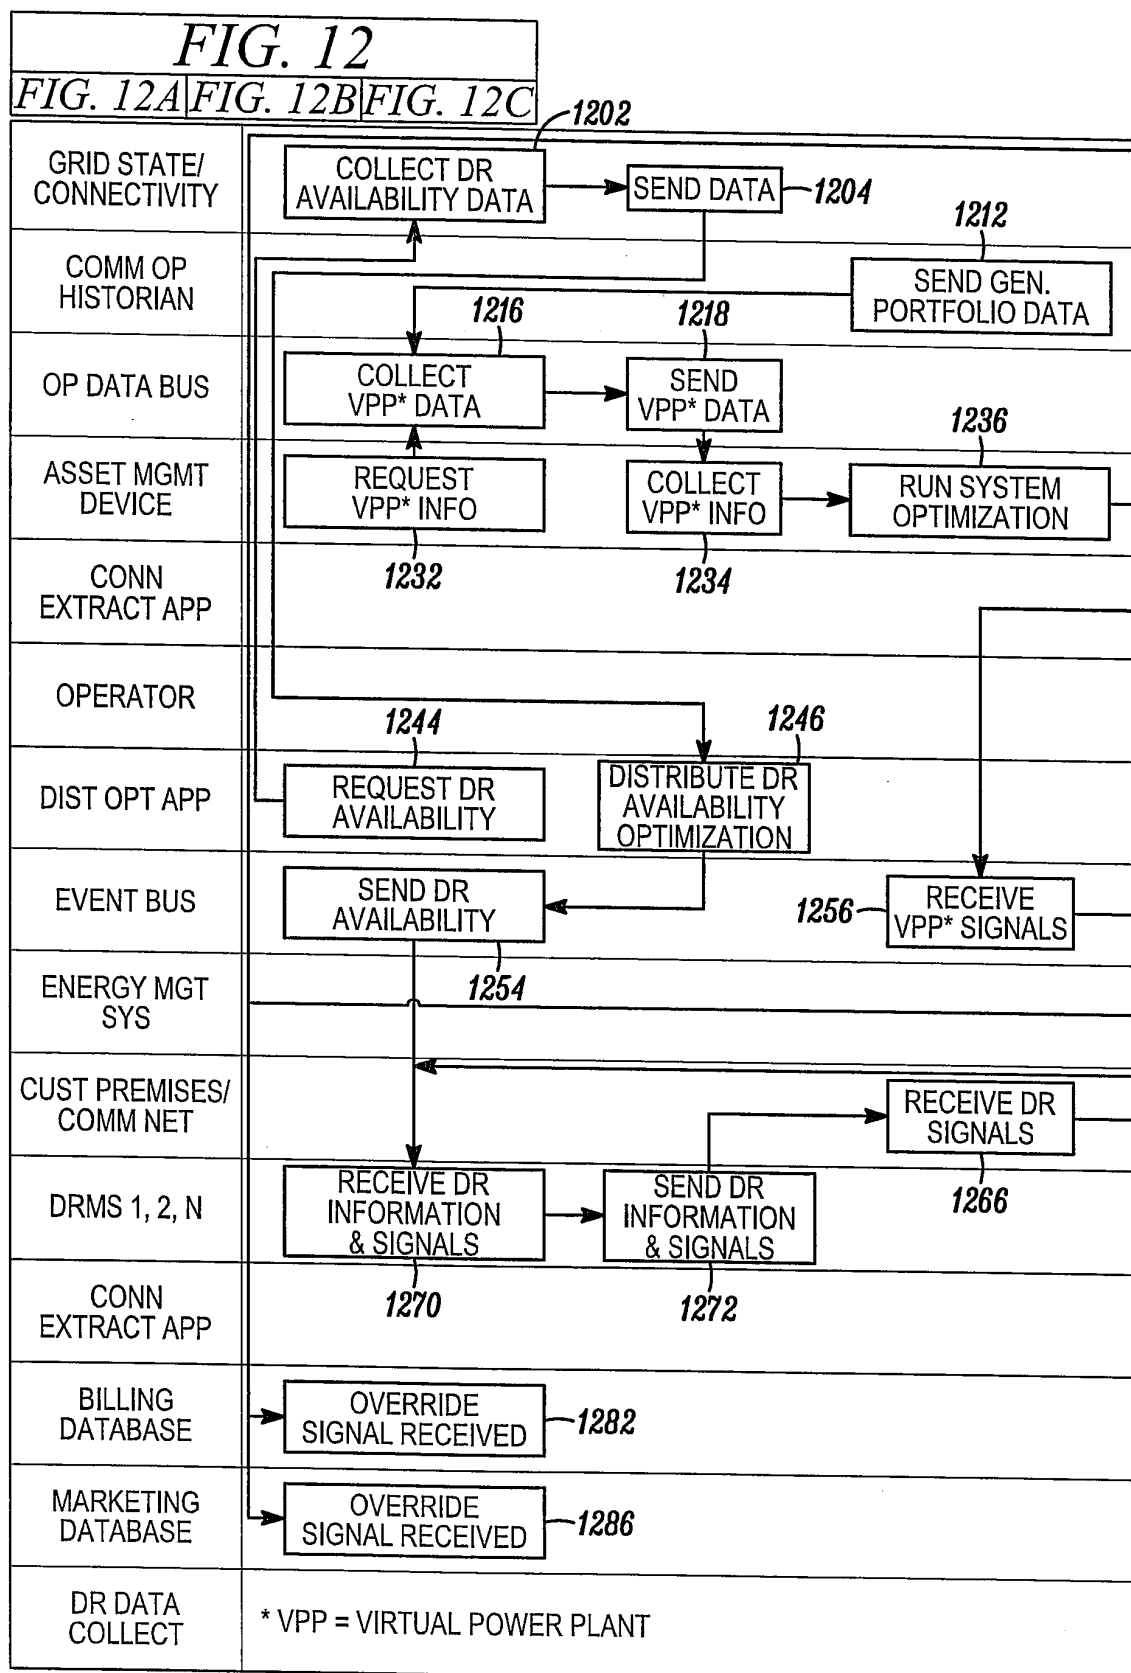 FIG. 12
FIG. 12A
FIG. 12B
FIG. 12C
1202
GRID STATE/
CONNECTIVITY
COLLECT DR
AVAILABILITY DATA
SEND DATA
1204
1212
COMM OP
HISTORIAN
SEND GEN.
PORTFOLIO DATA
1216
1218
OP DATA BUS
COLLECT
VPP* DATA
SEND
VPP* DATA
1236
ASSET MGMT
DEVICE
REQUEST
VPP* INFO
COLLECT
VPP* INFO
RUN SYSTEM
OPTIMIZATION
1232
1234
CONN
EXTRACT APP
OPERATOR
1244
1246
DIST OPT APP
REQUEST DR
AVAILABILITY
DISTRIBUTE DR
AVAILABILITY
OPTIMIZATION
EVENT BUS
SEND DR
AVAILABILITY
1256
RECEIVE
VPP* SIGNALS
1254
ENERGY MGT
SYS
CUST PREMISES/
COMM NET
RECEIVE DR
SIGNALS
1266
DRMS 1, 2, N
RECEIVE DR
INFORMATION
& SIGNALS
SEND DR
INFORMATION
& SIGNALS
1270
1272
CONN
EXTRACT APP
BILLING
DATABASE
OVERRIDE
SIGNAL RECEIVED
1282
MARKETING
DATABASE
OVERRIDE
SIGNAL RECEIVED
1286
DR DATA
COLLECT
* VPP = VIRTUAL POWER PLANT